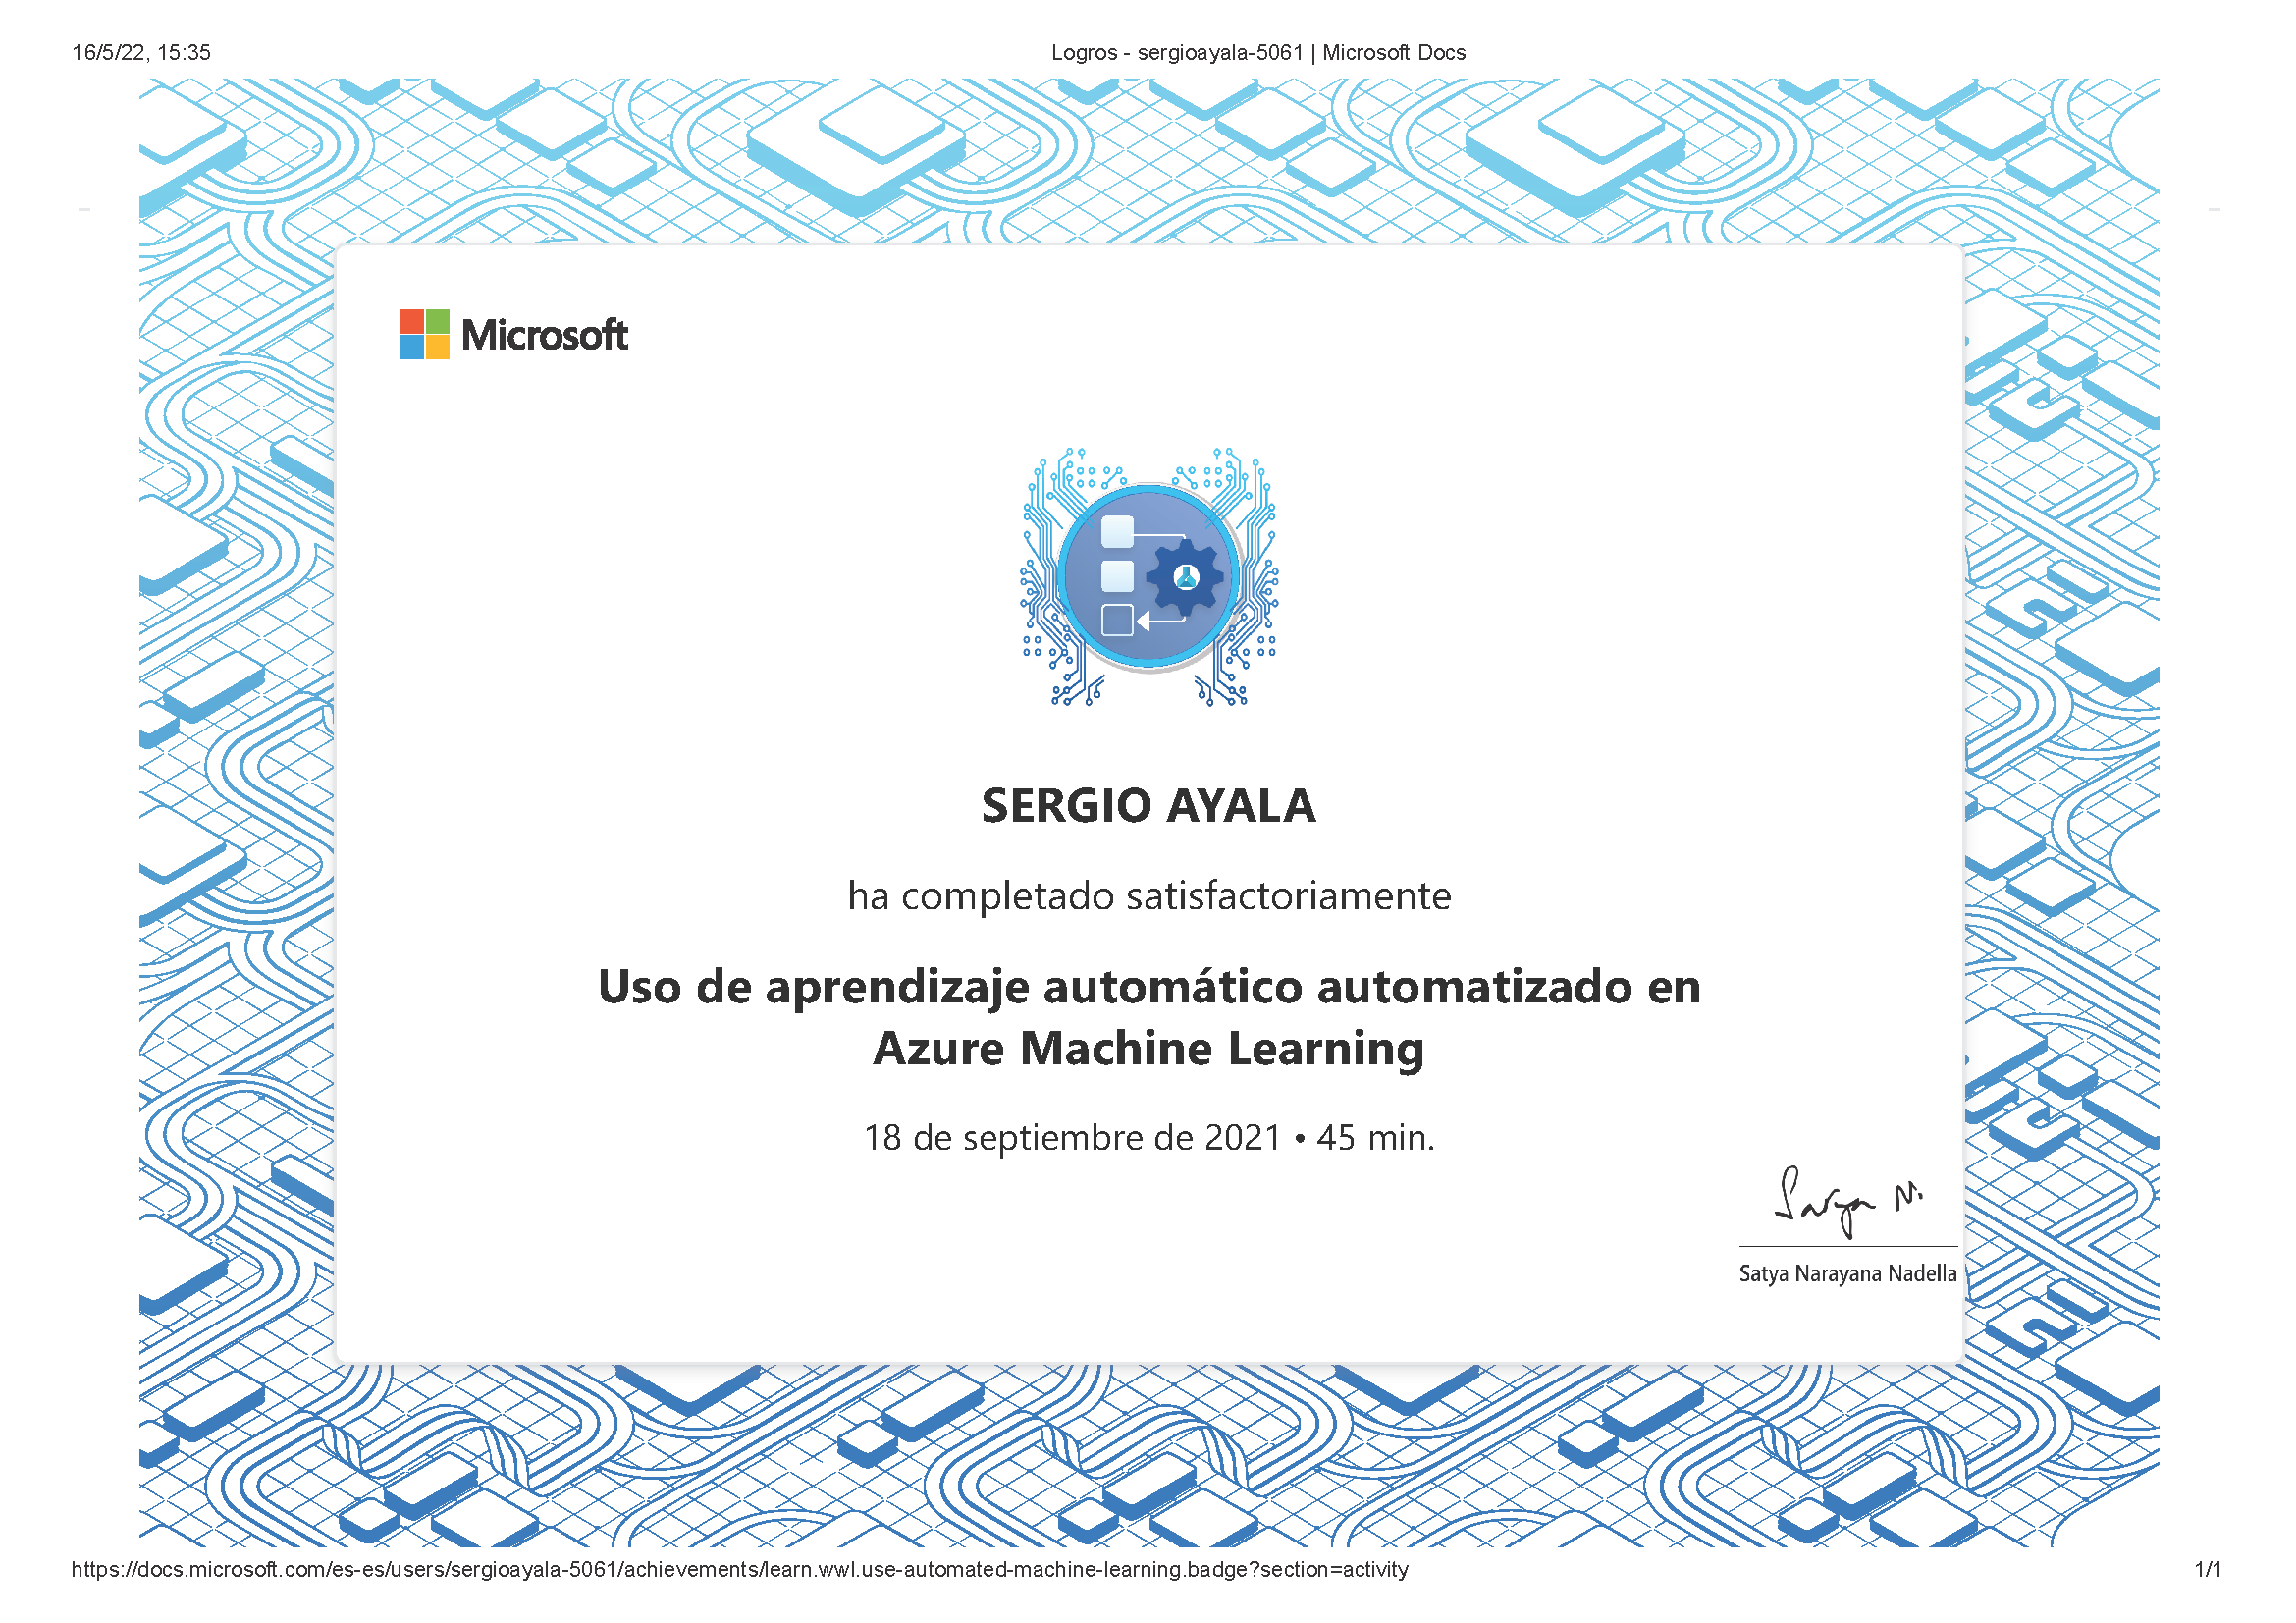 16/5/22, 15:35
Logros - sergioayala-5061 | Microsoft Docs
Microsoft
SERGIO AYALA
ha completado satisfactoriamente
Uso de aprendizaje automático automatizado en
Azure Machine Learning
18 de septiembre de 2021 • 45 min.
Satya N.
Satya Narayana Nadella
https://docs.microsoft.com/es-es/users/sergioayala-5061/achievements/learn.wwl.use-automated-machine-learning.badge?section=activity
1/1